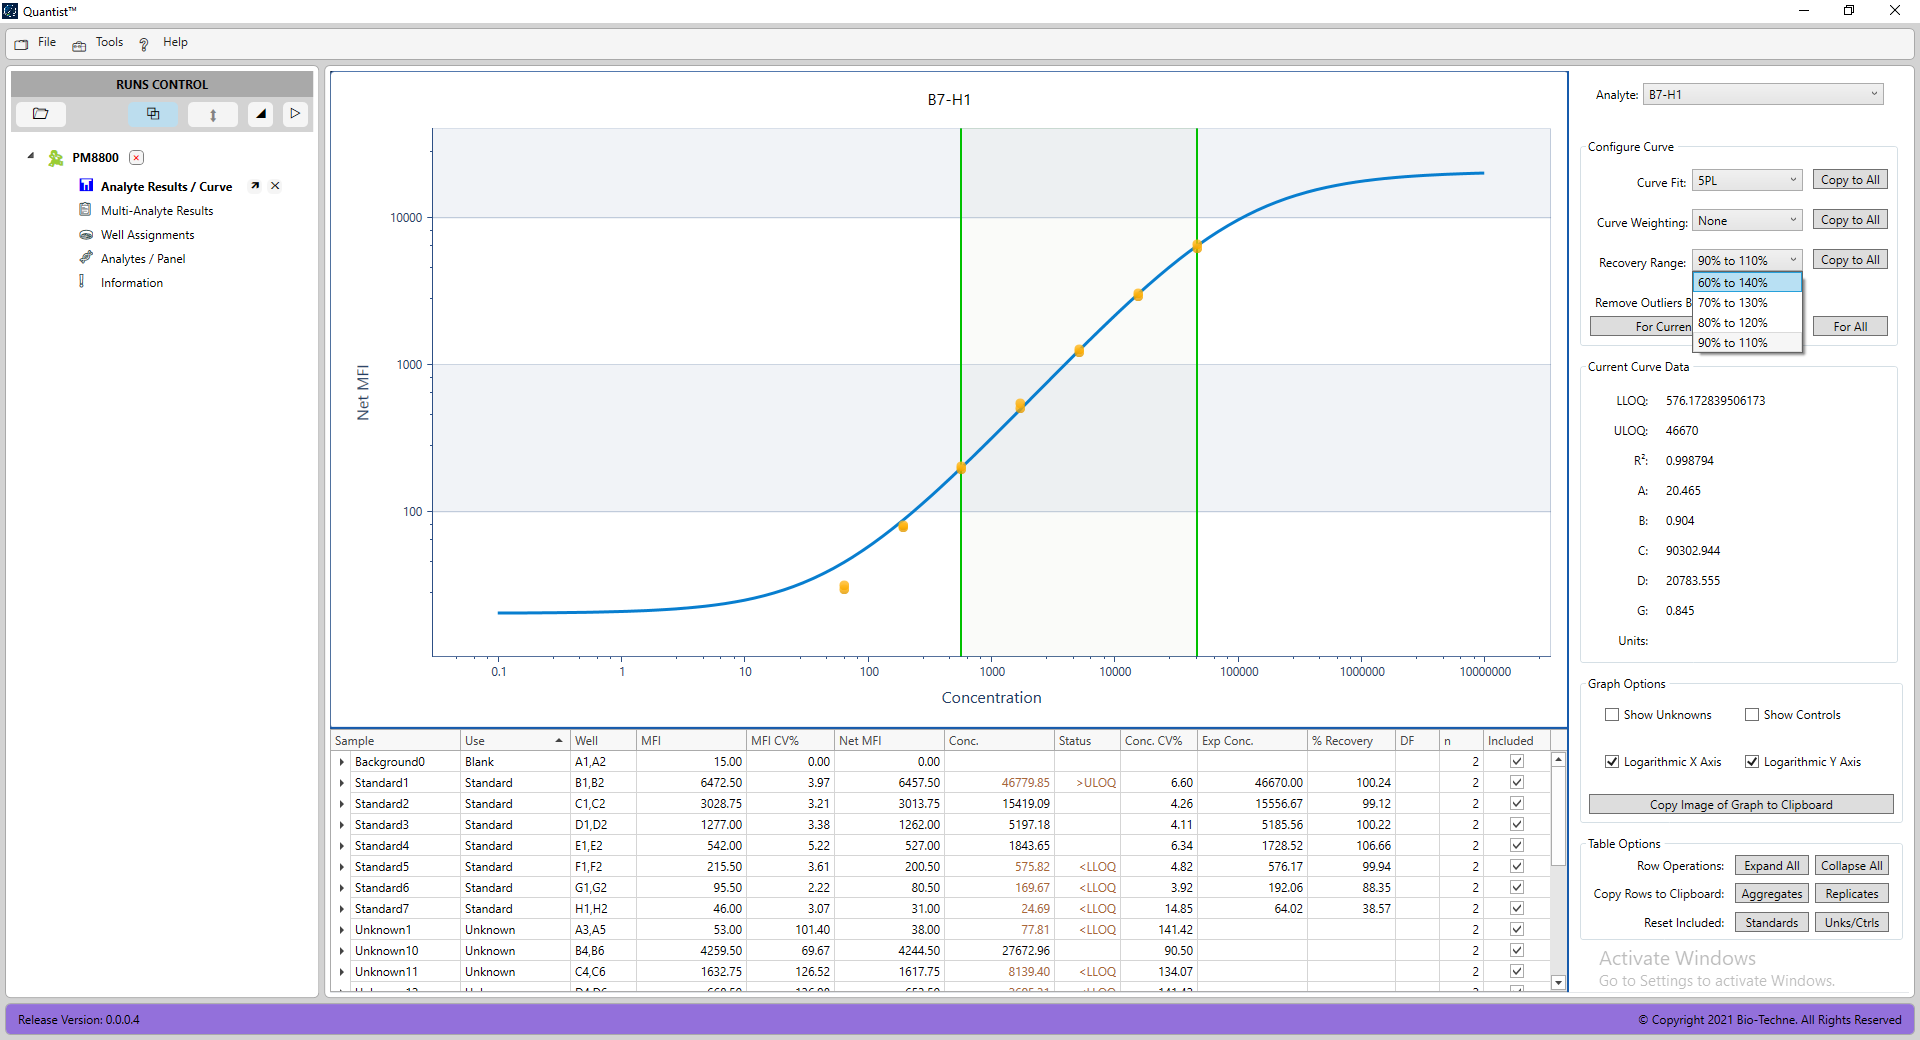 Quantist™
File Tools Help
RUNS CONTROL
PM8800
Analyte Results / Curve
Multi-Analyte Results
Well Assignments
Analytes / Panel
Information
B7-H1
10000
1000
100
Net MFI
0.1 1 10 100 1000 10000 100000 1000000 10000000
Concentration
Sample Use Well MFI MFI CV% Net MFI Conc. Status Conc. CV% Exp Conc. % Recovery DF n Included
Background0 Blank A1,A2 15.00 0.00 0.00 2
Standard1 Standard B1,B2 6472.50 3.97 6457.50 46779.85 >ULOQ 6.60 46670.00 100.24 2
Standard2 Standard C1,C2 3028.75 3.21 3013.75 15419.09 4.26 15556.67 99.12 2
Standard3 Standard D1,D2 1277.00 3.38 1262.00 5197.18 4.11 5185.56 100.22 2
Standard4 Standard E1,E2 542.00 5.22 527.00 1843.65 6.34 1728.52 106.66 2
Standard5 Standard F1,F2 215.50 3.61 200.50 575.82 <LLOQ 4.82 576.17 99.94 2
Standard6 Standard G1,G2 95.50 2.22 80.50 169.67 <LLOQ 3.92 192.06 88.35 2
Standard7 Standard H1,H2 46.00 3.07 31.00 24.69 <LLOQ 14.85 64.02 38.57 2
Unknown1 Unknown A3,A5 53.00 101.40 38.00 77.81 <LLOQ 141.42 2
Unknown10 Unknown B4,B6 4259.50 69.67 4244.50 27672.96 90.50 2
Unknown11 Unknown C4,C6 1632.75 126.52 1617.75 8139.40 <LLOQ 134.07 2
Analyte: B7-H1
Configure Curve
Curve Fit: 5PL Copy to All
Curve Weighting: None Copy to All
Recovery Range: 90% to 110% Copy to All
60% to 140%
Remove Outliers B
70% to 130%
80% to 120%
For Curren For All
90% to 110%
Current Curve Data
LLOQ: 576.172839506173
ULOQ: 46670
R²: 0.998794
A: 20.465
B: 0.904
C: 90302.944
D: 20783.555
G: 0.845
Units:
Graph Options
Show Unknowns Show Controls
Logarithmic X Axis Logarithmic Y Axis
Copy Image of Graph to Clipboard
Table Options
Row Operations: Expand All Collapse All
Copy Rows to Clipboard: Aggregates Replicates
Reset Included: Standards Unks/Ctrls
Activate Windows
Go to Settings to activate Windows.
Release Version: 0.0.0.4
© Copyright 2021 Bio-Techne. All Rights Reserved